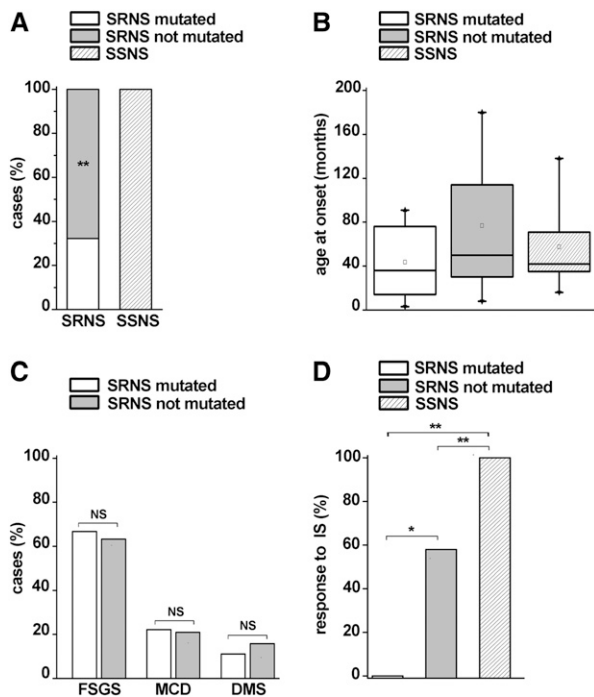 A
SRNS mutated
SRNS not mutated
SSNS
100
80
60
40
20
0
cases (%)
**
SRNS SSNS
B
SRNS mutated
SRNS not mutated
SSNS
200
160
120
80
40
0
age at onset (months)
C
SRNS mutated
SRNS not mutated
100
80
60
40
20
0
cases (%)
NS
NS
NS
FSGS MCD DMS
D
SRNS mutated
SRNS not mutated
SSNS
100
80
60
40
20
0
response to IS (%)
**
**
*